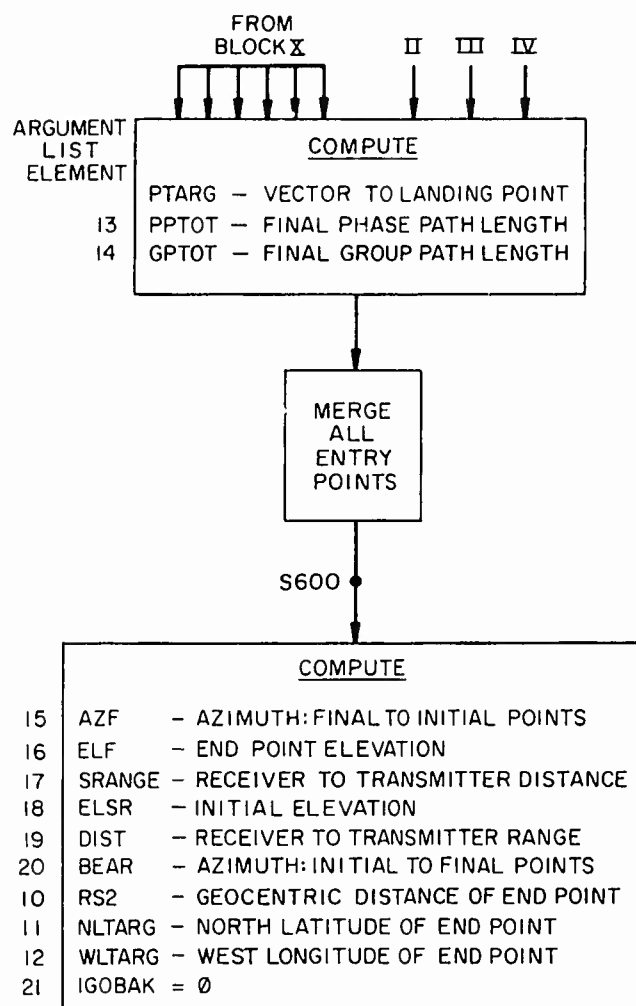 FROM
BLOCK X
II III IV
ARGUMENT
LIST
ELEMENT
COMPUTE
PTARG – VECTOR TO LANDING POINT
13 PPTOT – FINAL PHASE PATH LENGTH
14 GPTOT – FINAL GROUP PATH LENGTH
MERGE
ALL
ENTRY
POINTS
S600
COMPUTE
15 AZF – AZIMUTH: FINAL TO INITIAL POINTS
16 ELF – END POINT ELEVATION
17 SRANGE – RECEIVER TO TRANSMITTER DISTANCE
18 ELSR – INITIAL ELEVATION
19 DIST – RECEIVER TO TRANSMITTER RANGE
20 BEAR – AZIMUTH: INITIAL TO FINAL POINTS
10 RS2 – GEOCENTRIC DISTANCE OF END POINT
11 NLTARG – NORTH LATITUDE OF END POINT
12 WLTARG – WEST LONGITUDE OF END POINT
21 IGOBAK = Ø